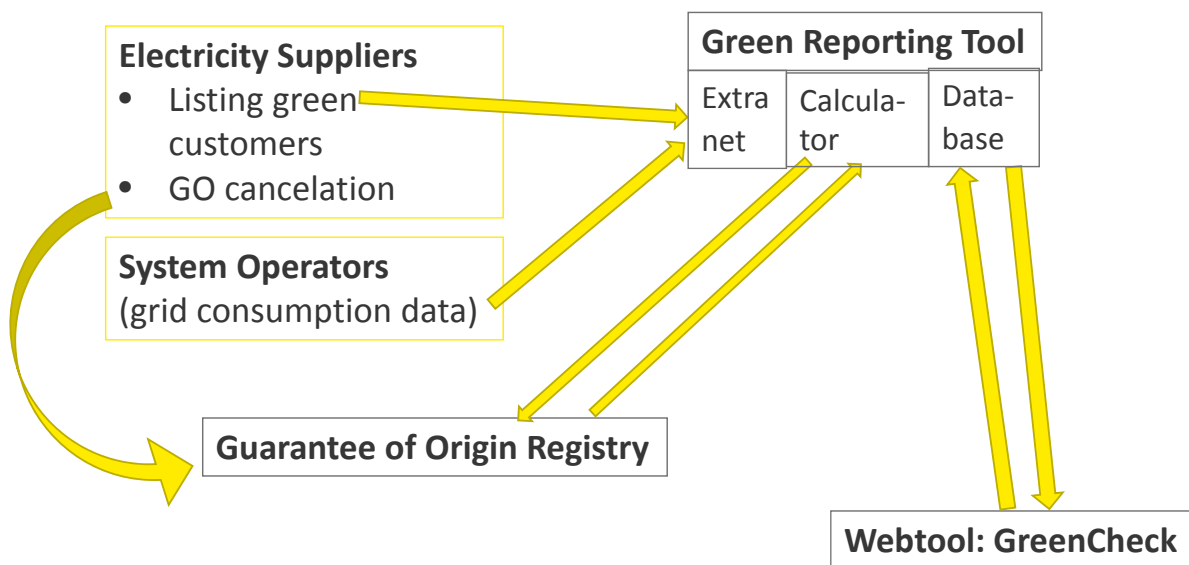 Electricity Suppliers
• Listing green
customers
• GO cancelation
System Operators
(grid consumption data)
Green Reporting Tool
Extra
net
Calcula-
tor
Data-
base
Guarantee of Origin Registry
Webtool: GreenCheck